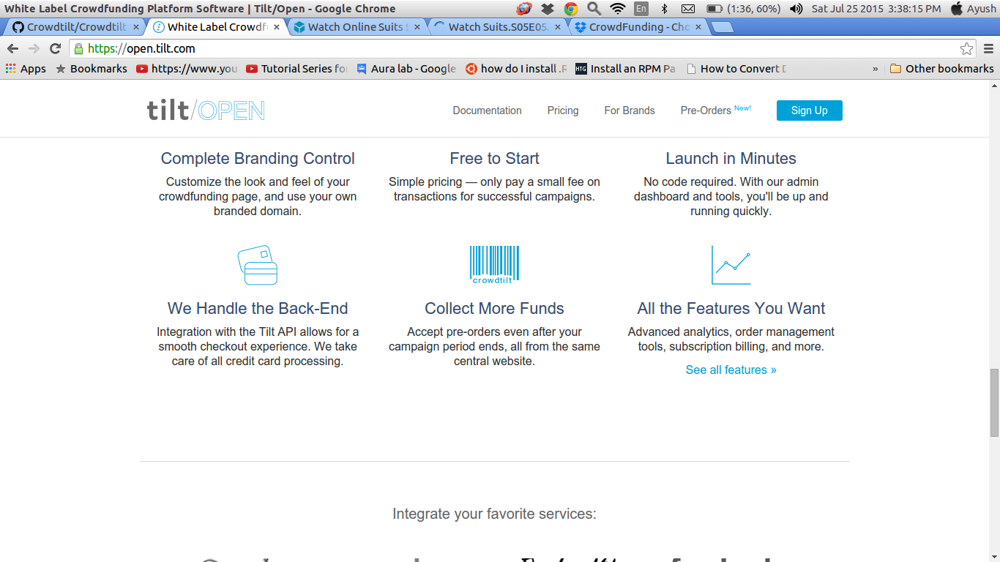 White Label Crowdfunding Platform Software | Tilt/Open - Google Chrome
En
(1:36, 60%)
Sat Jul 25 2015 3:38:15 PM
Ayush
Crowdtilt/Crowdtilt
White Label Crowdf
Watch Online Suits S
Watch Suits.S05E05.
CrowdFunding - Cho
https://open.tilt.com
Apps
Bookmarks
https://www.you
Tutorial Series fo
Aura lab - Google
how do I install .R
HTG
Install an RPM Pa
How to Convert D
»
Other bookmarks
tilt/OPEN
Documentation
Pricing
For Brands
Pre-Orders New!
Sign Up
Complete Branding Control
Customize the look and feel of your
crowdfunding page, and use your own
branded domain.
Free to Start
Simple pricing — only pay a small fee on
transactions for successful campaigns.
Launch in Minutes
No code required. With our admin
dashboard and tools, you'll be up and
running quickly.
We Handle the Back-End
Integration with the Tilt API allows for a
smooth checkout experience. We take
care of all credit card processing.
crowdtilt
Collect More Funds
Accept pre-orders even after your
campaign period ends, all from the same
central website.
All the Features You Want
Advanced analytics, order management
tools, subscription billing, and more.
See all features »
Integrate your favorite services: